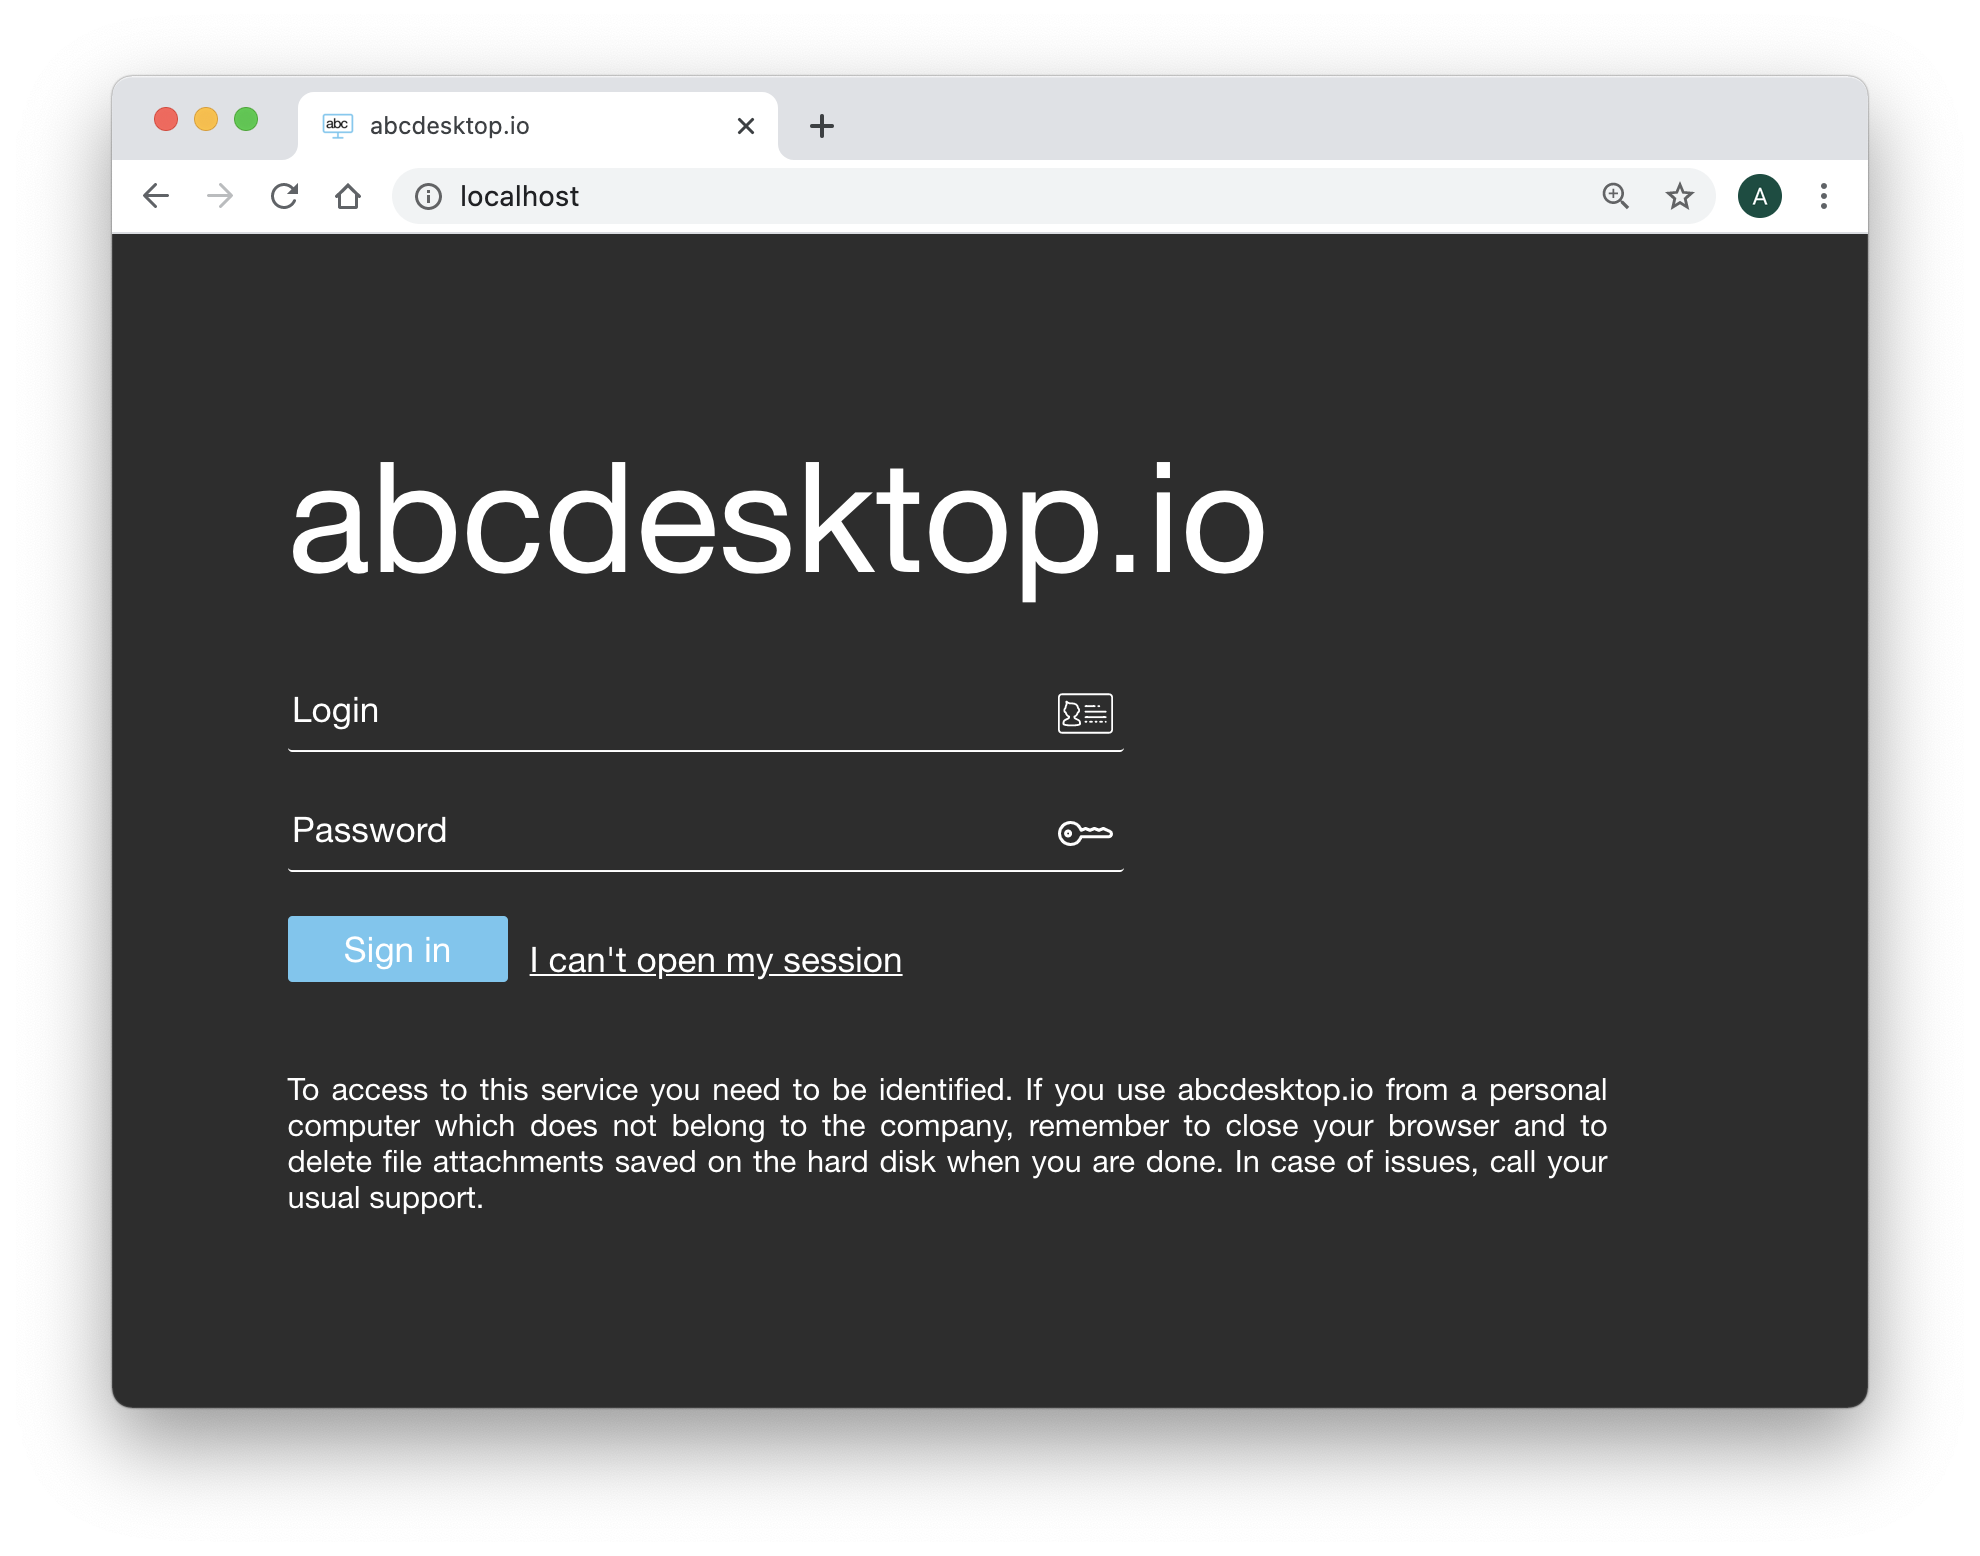 abc abcdesktop.io
localhost A
abcdesktop.io
Login
Password
Sign in I can't open my session
To access to this service you need to be identified. If you use abcdesktop.io from a personal
computer which does not belong to the company, remember to close your browser and to
delete file attachments saved on the hard disk when you are done. In case of issues, call your
usual support.